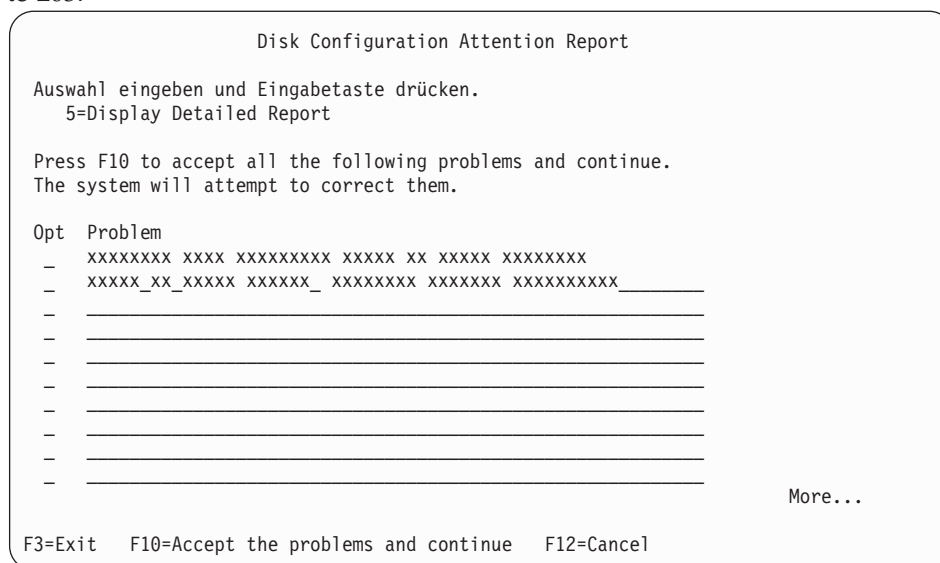 Disk Configuration Attention Report
Auswahl eingeben und Eingabetaste drücken.
5=Display Detailed Report
Press F10 to accept all the following problems and continue.
The system will attempt to correct them.
Opt Problem
_ xxxxxxxx xxxx xxxxxxxxx xxxxx xx xxxxx xxxxxxxx
_ xxxxx_xx_xxxxx xxxxxx_ xxxxxxxx xxxxxxx xxxxxxxxxx________
More...
F3=Exit F10=Accept the problems and continue F12=Cancel